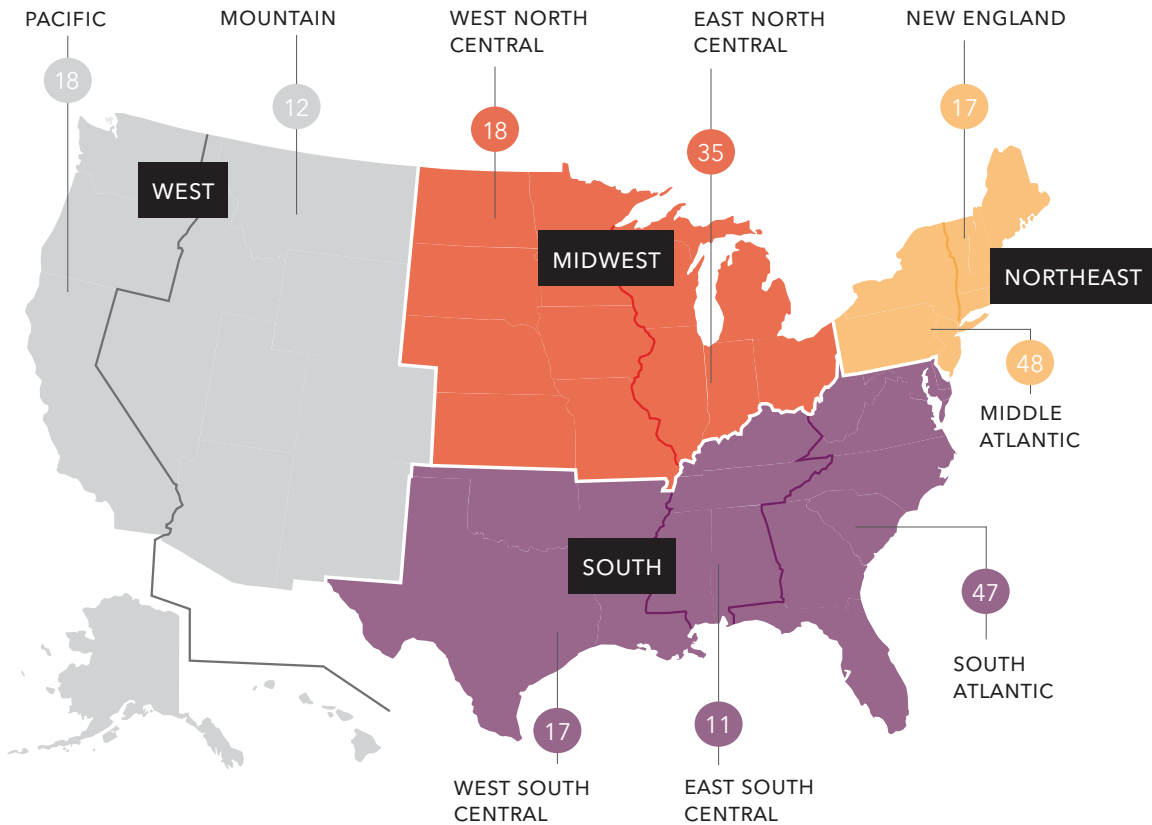 PACIFIC
18
MOUNTAIN
12
WEST NORTH
CENTRAL
18
EAST NORTH
CENTRAL
35
NEW ENGLAND
17
WEST
MIDWEST
NORTHEAST
48
MIDDLE
ATLANTIC
SOUTH
47
SOUTH
ATLANTIC
17
WEST SOUTH
CENTRAL
11
EAST SOUTH
CENTRAL